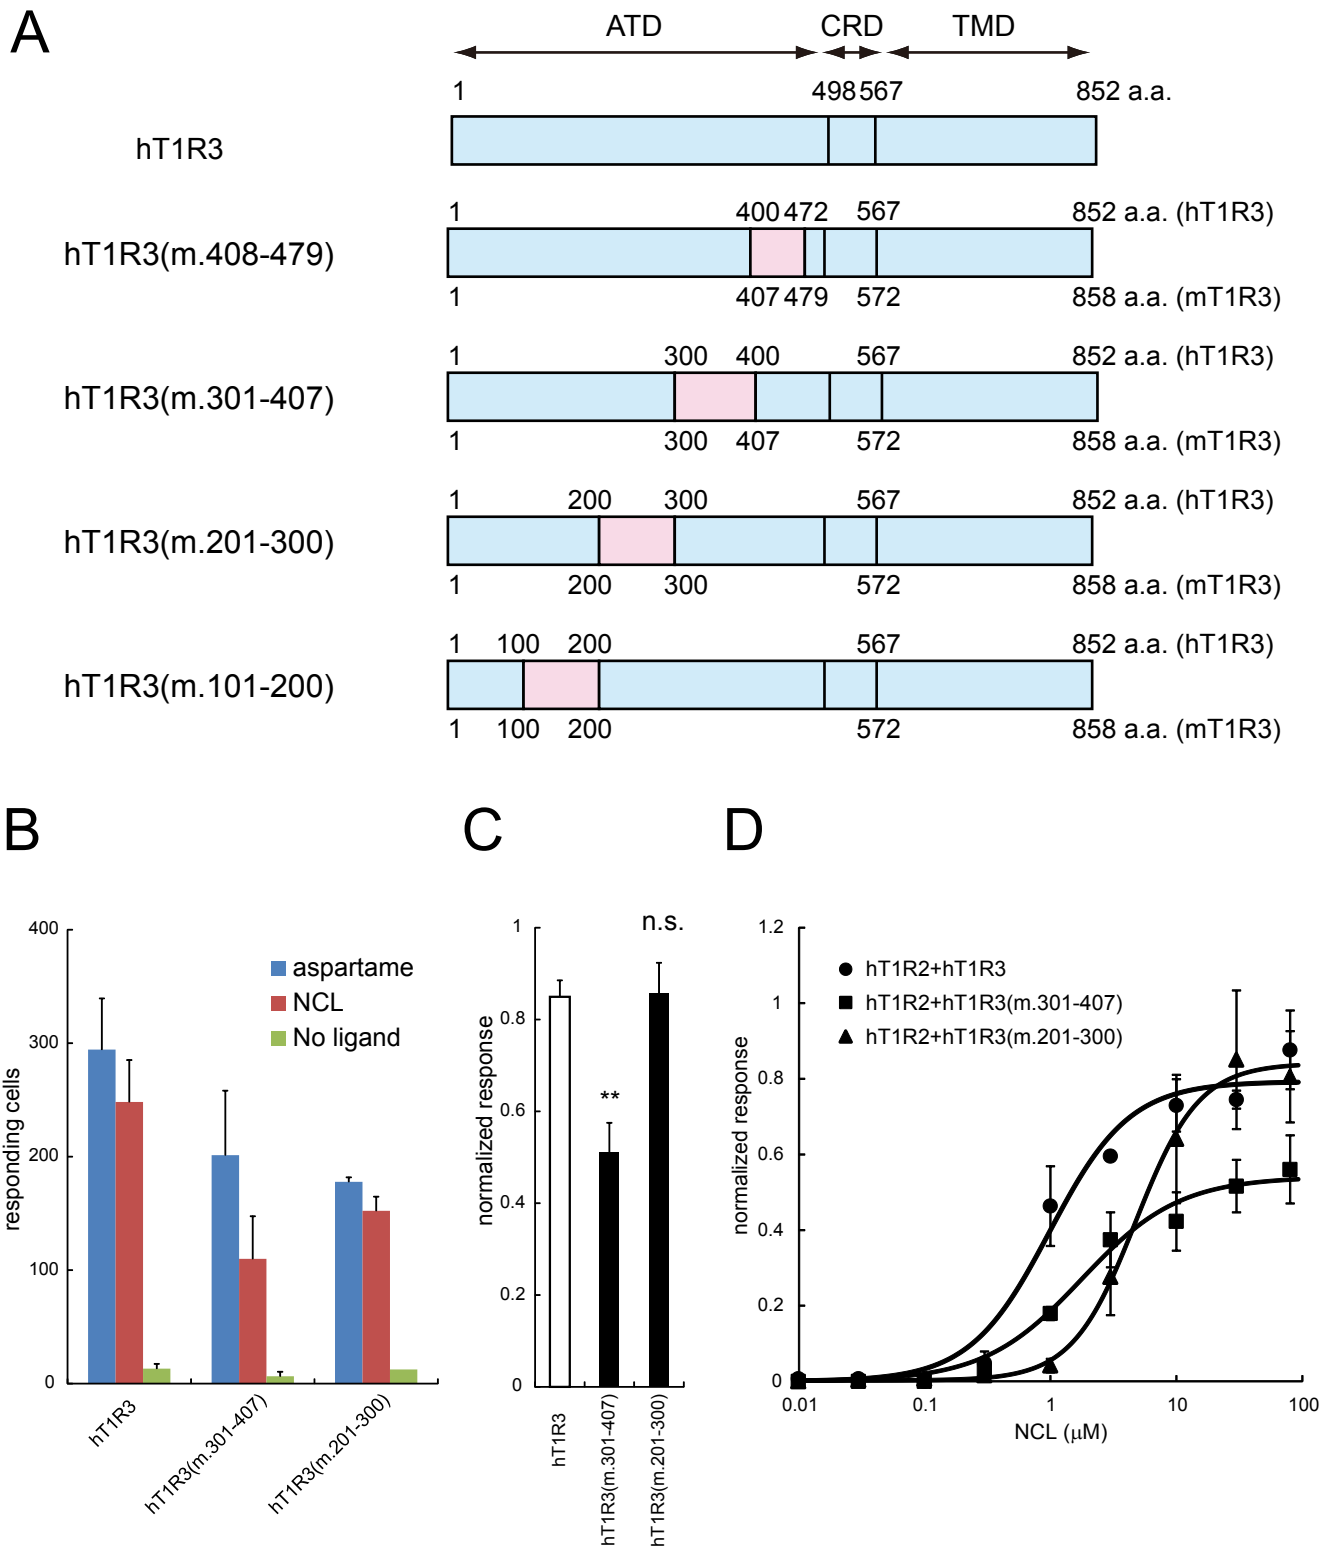 A
ATD CRD TMD
1 498 567 852 a.a.
hT1R3
1 400 472 567 852 a.a. (hT1R3)
hT1R3(m.408-479)
1 407 479 572 858 a.a. (mT1R3)
1 300 400 567 852 a.a. (hT1R3)
hT1R3(m.301-407)
1 300 407 572 858 a.a. (mT1R3)
1 200 300 567 852 a.a. (hT1R3)
hT1R3(m.201-300)
1 200 300 572 858 a.a. (mT1R3)
1 100 200 567 852 a.a. (hT1R3)
hT1R3(m.101-200)
1 100 200 572 858 a.a. (mT1R3)
B
400
300
200
100
0
responding cells
aspartame
NCL
No ligand
hT1R3
hT1R3(m.301-407)
hT1R3(m.201-300)
C
1
0.8
0.6
0.4
0.2
0
normalized response
**
n.s.
hT1R3
hT1R3(m.301-407)
hT1R3(m.201-300)
D
1.2
1
0.8
0.6
0.4
0.2
0
normalized response
hT1R2+hT1R3
hT1R2+hT1R3(m.301-407)
hT1R2+hT1R3(m.201-300)
0.01 0.1 1 10 100
NCL (μM)